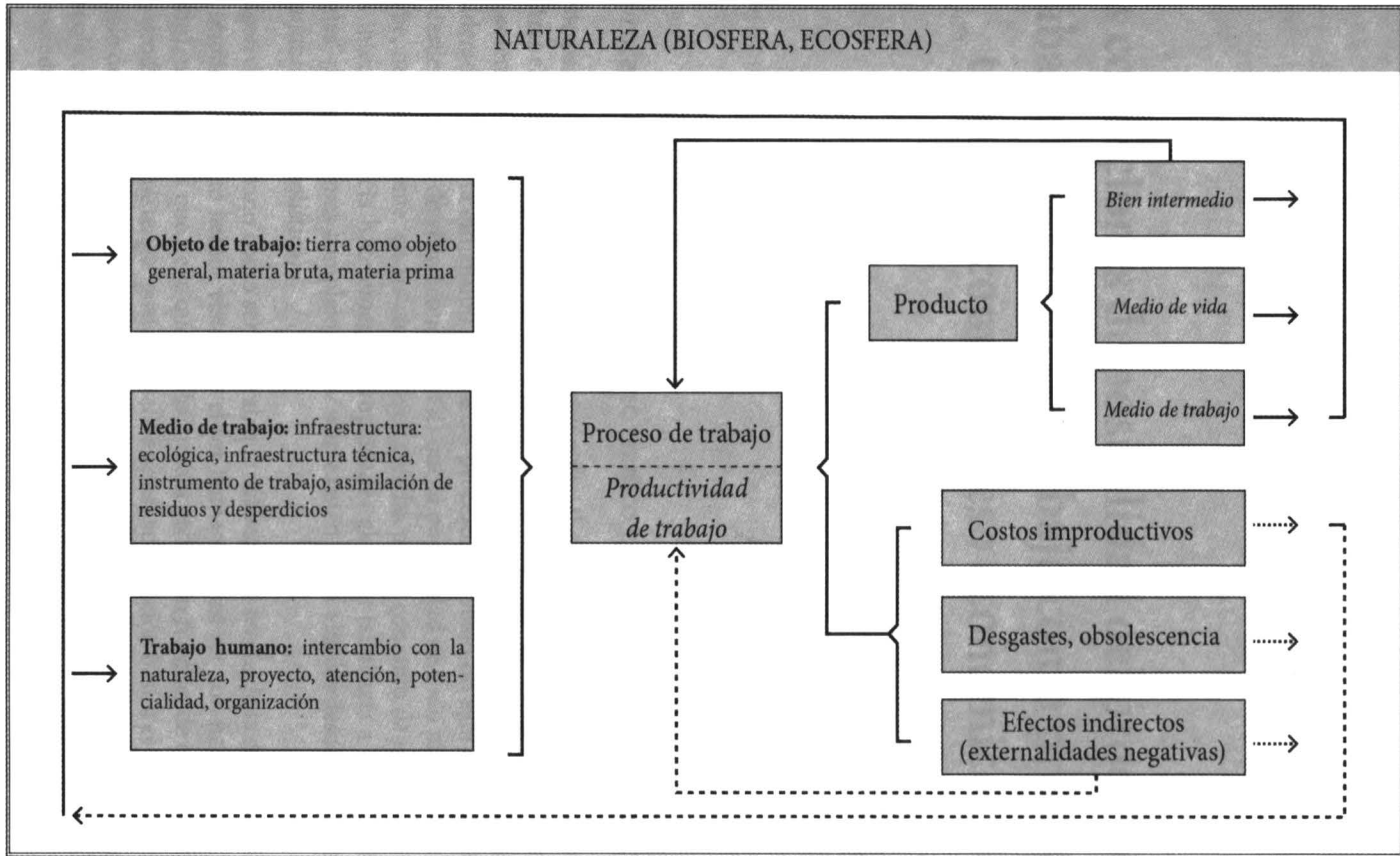 NATURALEZA (BIOSFERA, ECOSFERA)
Objeto de trabajo: tierra como objeto
general, materia bruta, materia prima
Medio de trabajo: infraestructura:
ecológica, infraestructura técnica,
instrumento de trabajo, asimilación de
residuos y desperdicios
Trabajo humano: intercambio con la
naturaleza, proyecto, atención, poten-
cialidad, organización
Proceso de trabajo
Productividad
de trabajo
Producto
Bien intermedio
Medio de vida
Medio de trabajo
Costos improductivos
Desgastes, obsolescencia
Efectos indirectos
(externalidades negativas)